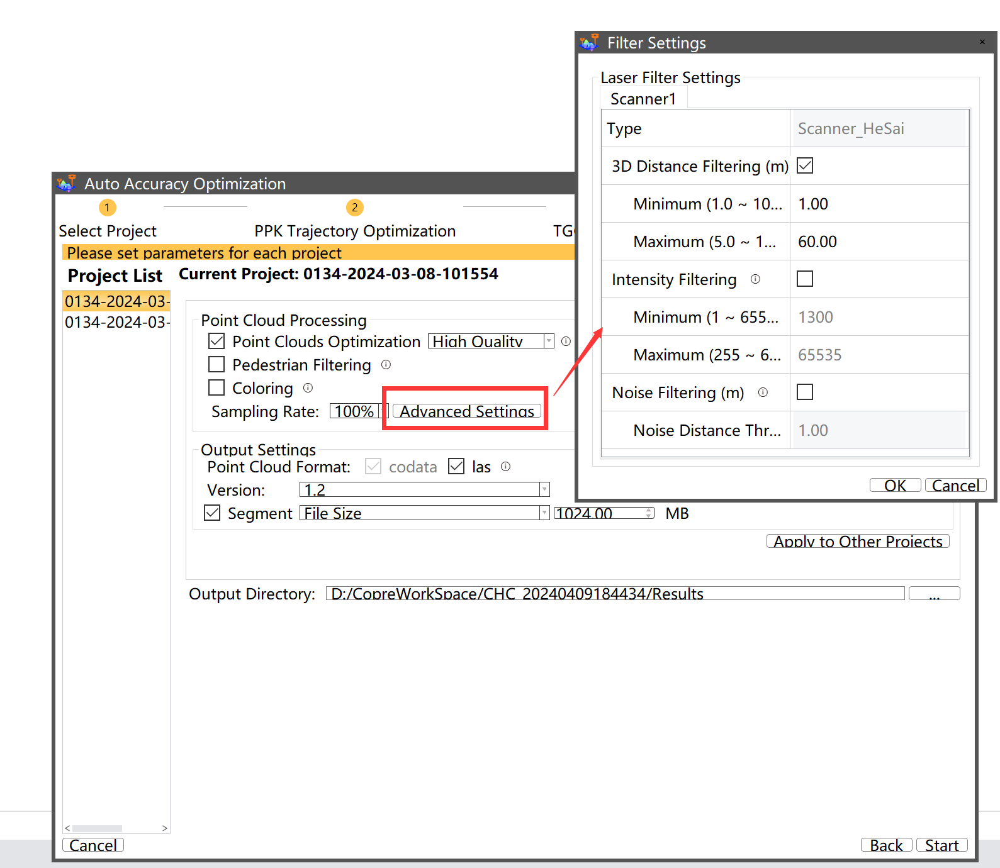 Filter Settings
×
Laser Filter Settings
Scanner1
Type Scanner_HeSai
3D Distance Filtering (m)
Minimum (1.0 ~ 10... 1.00
Maximum (5.0 ~ 1... 60.00
Intensity Filtering
Minimum (1 ~ 655... 1300
Maximum (255 ~ 6... 65535
Noise Filtering (m)
Noise Distance Thr... 1.00
OK Cancel
Auto Accuracy Optimization
1 2
Select Project PPK Trajectory Optimization TG
Please set parameters for each project
Project List Current Project: 0134-2024-03-08-101554
0134-2024-03-
0134-2024-03-
Point Cloud Processing
Point Clouds Optimization High Quality
Pedestrian Filtering
Coloring
Sampling Rate: 100% Advanced Settings
Output Settings
Point Cloud Format: codata las
Version: 1.2
Segment File Size 1024.00 MB
Apply to Other Projects
Output Directory: D:/CopreWorkSpace/CHC_20240409184434/Results ...
Cancel Back Start